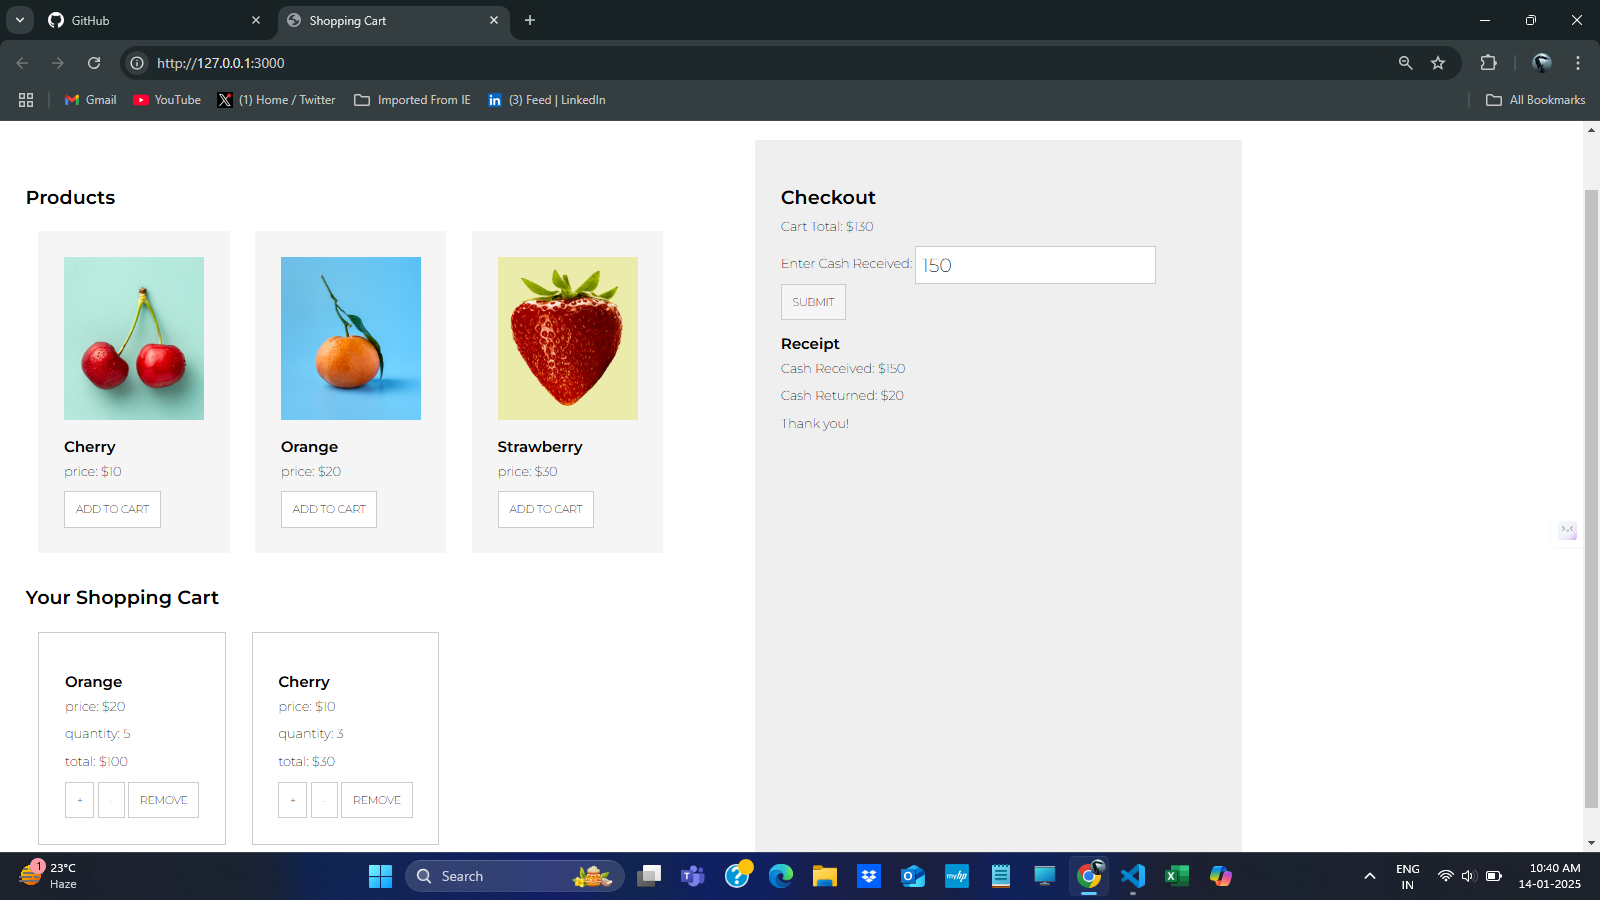 GitHub
Shopping Cart
http://127.0.0.1:3000
Gmail
YouTube
(1) Home / Twitter
Imported From IE
(3) Feed | LinkedIn
All Bookmarks
Products
Cherry
price: $10
ADD TO CART
Orange
price: $20
ADD TO CART
Strawberry
price: $30
ADD TO CART
Your Shopping Cart
Orange
price: $20
quantity: 5
total: $100
+
-
REMOVE
Cherry
price: $10
quantity: 3
total: $30
+
-
REMOVE
Checkout
Cart Total: $130
Enter Cash Received: 150
SUBMIT
Receipt
Cash Received: $150
Cash Returned: $20
Thank you!
1
23°C
Haze
Search
myhp
ENG
IN
10:40 AM
14-01-2025